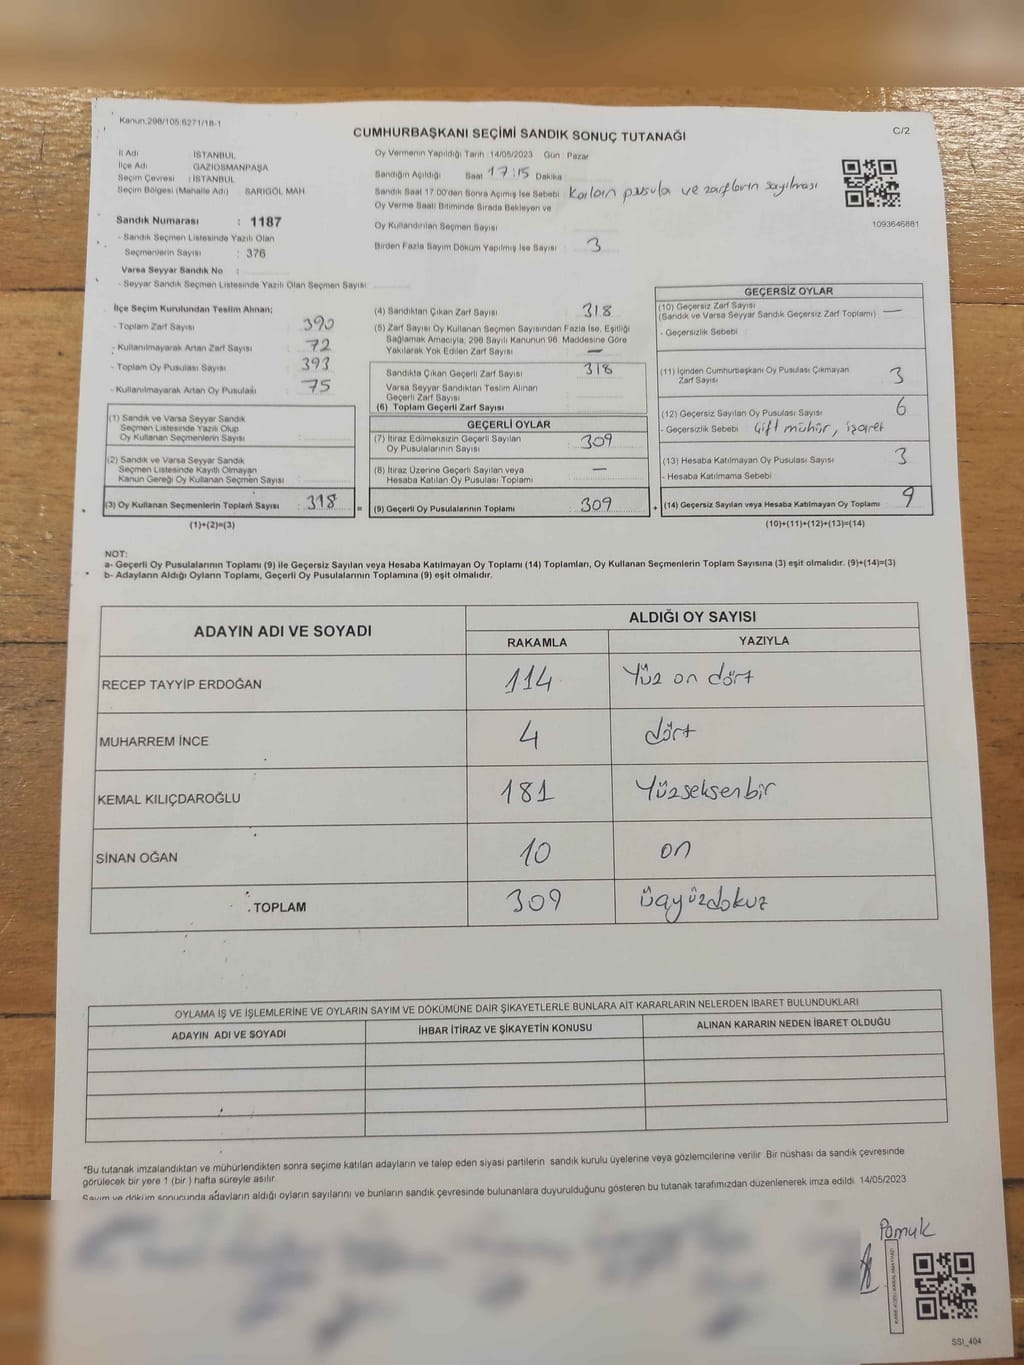 Kanun:298/105:6271/18-1
CUMHURBAŞKANI SEÇİMİ SANDIK SONUÇ TUTANAĞI
C/2
İl Adı : İSTANBUL
İlçe Adı : GAZİOSMANPAŞA
Seçim Çevresi : İSTANBUL
Seçim Bölgesi (Mahalle Adı) : SARIGÖL MAH
Sandık Numarası : 1187
- Sandık Seçmen Listesinde Yazılı Olan
Seçmenlerin Sayısı : 376
Varsa Seyyar Sandık No :
- Seyyar Sandık Seçmen Listesinde Yazılı Olan Seçmen Sayısı:
Oy Vermenin Yapıldığı Tarih :14/05/2023 Gün : Pazar
Sandığın Açıldığı Saat 17:15 Dakika
Sandık Saat 17.00'den Sonra Açımış İse Sebebi : Kalan pusula ve zarfların sayılması
Oy Verme Saati Bitiminde Sırada Bekleyen ve
Oy Kullandırılan Seçmen Sayısı
Birden Fazla Sayım Döküm Yapılmış İse Sayısı : 3
1093646881
İlçe Seçim Kurulundan Teslim Alınan;
- Toplam Zarf Sayısı : 390
- Kullanılmayarak Artan Zarf Sayısı : 72
- Toplam Oy Pusulası Sayısı : 393
- Kullanılmayarak Artan Oy Pusulası : 75
(1) Sandık ve Varsa Seyyar Sandık
Seçmen Listesinde Yazılı Olup
Oy Kullanan Seçmenlerin Sayısı :
(2) Sandık ve Varsa Seyyar Sandık
Seçmen Listesinde Kayıtlı Olmayan
Kanun Gereği Oy Kullanan Seçmen Sayısı :
(3) Oy Kullanan Seçmenlerin Toplam Sayısı : 318
(1)+(2)=(3)
=
(4) Sandıktan Çıkan Zarf Sayısı : 318
(5) Zarf Sayısı Oy Kullanan Seçmen Sayısından Fazla İse, Eşitliği
Sağlamak Amacıyla; 298 Sayılı Kanunun 98. Maddesine Göre
Yakılarak Yok Edilen Zarf Sayısı : —
Sandıkta Çıkan Geçerli Zarf Sayısı : 318
Varsa Seyyar Sandıktan Teslim Alınan
Geçerli Zarf Sayısı :
(6) Toplam Geçerli Zarf Sayısı :
GEÇERLİ OYLAR
(7) İtiraz Edilmeksizin Geçerli Sayılan
Oy Pusulalarının Sayısı : 309
(8) İtiraz Üzerine Geçerli Sayılan veya
Hesaba Katılan Oy Pusulası Toplamı : —
(9) Geçerli Oy Pusulalarının Toplamı : 309
+
GEÇERSİZ OYLAR
(10) Geçersiz Zarf Sayısı
(Sandık ve Varsa Seyyar Sandık Geçersiz Zarf Toplamı) : —
- Geçersizlik Sebebi :
(11) İçinden Cumhurbaşkanı Oy Pusulası Çıkmayan
Zarf Sayısı : 3
(12) Geçersiz Sayılan Oy Pusulası Sayısı : 6
- Geçersizlik Sebebi : Çift mühür, işaret
(13) Hesaba Katılmayan Oy Pusulası Sayısı : 3
- Hesaba Katılmama Sebebi :
(14) Geçersiz Sayılan veya Hesaba Katılmayan Oy Toplamı : 9
(10)+(11)+(12)+(13)=(14)
NOT:
a- Geçerli Oy Pusulalarının Toplamı (9) ile Geçersiz Sayılan veya Hesaba Katılmayan Oy Toplamı (14) Toplamları, Oy Kullanan Seçmenlerin Toplam Sayısına (3) eşit olmalıdır. (9)+(14)=(3)
b- Adayların Aldığı Oyların Toplamı, Geçerli Oy Pusulalarının Toplamına (9) eşit olmalıdır.
ADAYIN ADI VE SOYADI
ALDIĞI OY SAYISI
RAKAMLA YAZIYLA
RECEP TAYYİP ERDOĞAN 114 Yüz on dört
MUHARREM İNCE 4 dört
KEMAL KILIÇDAROĞLU 181 Yüzseksenbir
SİNAN OĞAN 10 on
TOPLAM 309 üçyüzdokuz
OYLAMA İŞ VE İŞLEMLERİNE VE OYLARIN SAYIM VE DÖKÜMÜNE DAİR ŞİKAYETLERLE BUNLARA AİT KARARLARIN NELERDEN İBARET BULUNDUKLARI
ADAYIN ADI VE SOYADI İHBAR İTİRAZ VE ŞİKAYETİN KONUSU ALINAN KARARIN NEDEN İBARET OLDUĞU
*Bu tutanak imzalandıktan ve mühürlendikten sonra seçime katılan adayların ve talep eden siyasi partilerin sandık kurulu üyelerine veya gözlemcilerine verilir. Bir nüshası da sandık çevresinde
görülecek bir yere 1 (bir) hafta süreyle asılır.
Sayım ve döküm sonucunda adayların aldığı oyların sayılarını ve bunların sandık çevresinde bulunanlara duyurulduğunu gösteren bu tutanak tarafımızdan düzenlenerek imza edildi. 14/05/2023
Pamuk
SSI_404